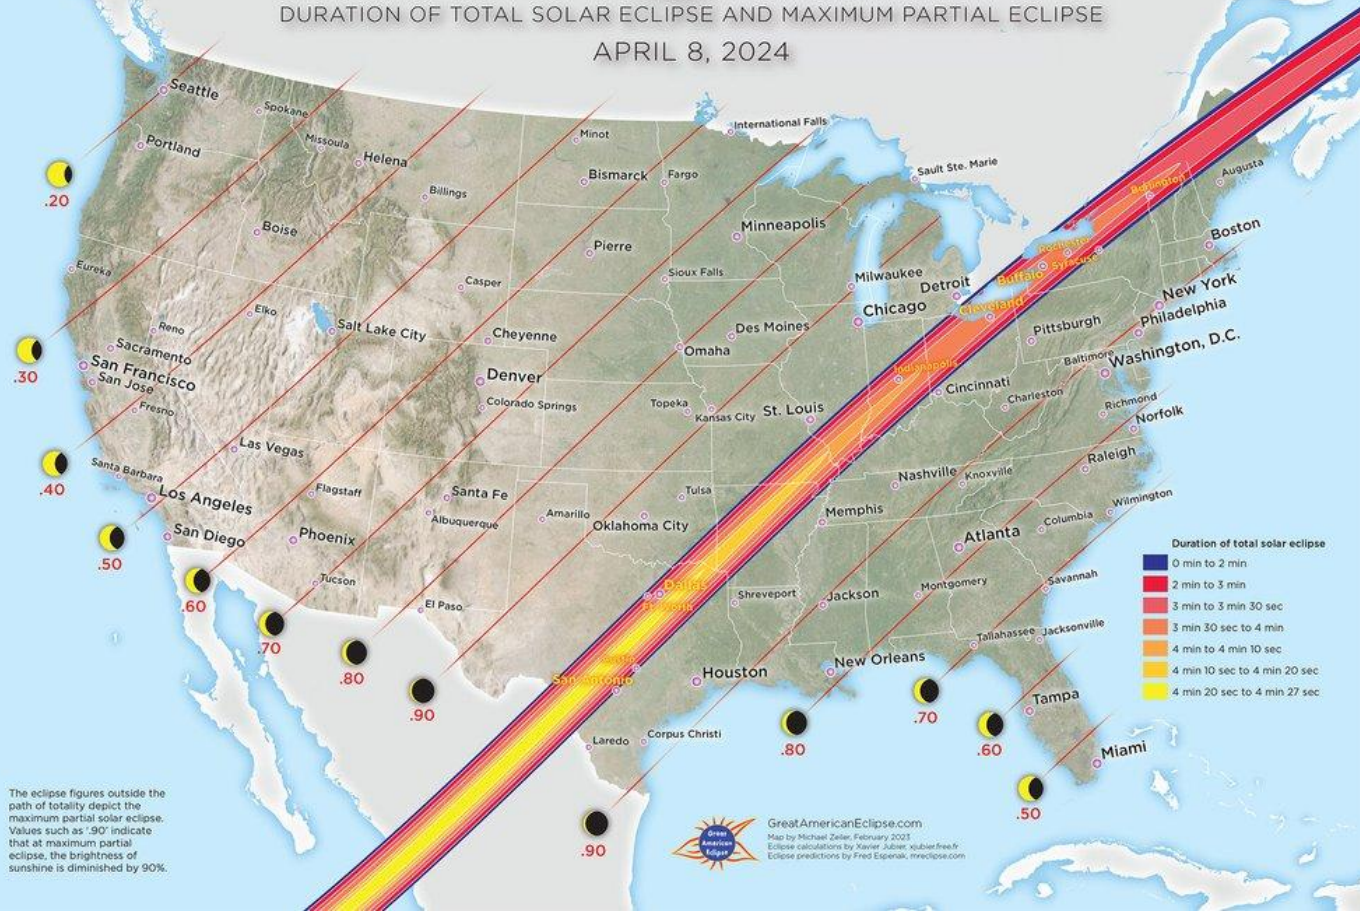 DURATION OF TOTAL SOLAR ECLIPSE AND MAXIMUM PARTIAL ECLIPSE
APRIL 8, 2024
Seattle
Spokane
Portland
Missoula
Helena
Minot
International Falls
Bismarck
Fargo
Sault Ste. Marie
Augusta
Burlington
Billings
Boise
Minneapolis
Boston
Pierre
Rochester
Syracuse
Buffalo
Eureka
Casper
Sioux Falls
Milwaukee
Detroit
New York
Elko
Chicago
Cleveland
Philadelphia
Reno
Salt Lake City
Cheyenne
Des Moines
Pittsburgh
Sacramento
Omaha
Baltimore
Washington, D.C.
San Francisco
San Jose
Denver
Indianapolis
Cincinnati
Charleston
Fresno
Colorado Springs
Topeka
Kansas City
St. Louis
Richmond
Norfolk
Las Vegas
Raleigh
Santa Barbara
Nashville
Knoxville
Los Angeles
Flagstaff
Santa Fe
Tulsa
Wilmington
Albuquerque
Amarillo
Oklahoma City
Memphis
Columbia
San Diego
Phoenix
Atlanta
Tucson
Dallas
Ft. Worth
Shreveport
Jackson
Montgomery
Savannah
El Paso
Tallahassee
Jacksonville
Austin
San Antonio
Houston
New Orleans
Tampa
Laredo
Corpus Christi
Miami
.20
.30
.40
.50
.60
.70
.80
.90
.90
.80
.70
.60
.50
Duration of total solar eclipse
0 min to 2 min
2 min to 3 min
3 min to 3 min 30 sec
3 min 30 sec to 4 min
4 min to 4 min 10 sec
4 min 10 sec to 4 min 20 sec
4 min 20 sec to 4 min 27 sec
The eclipse figures outside the
path of totality depict the
maximum partial solar eclipse.
Values such as '.90' indicate
that at maximum partial
eclipse, the brightness of
sunshine is diminished by 90%.
Great
American
Eclipse
GreatAmericanEclipse.com
Map by Michael Zeiler, February 2023
Eclipse calculations by Xavier Jubier, xjubier.free.fr
Eclipse predictions by Fred Espenak, mreclipse.com